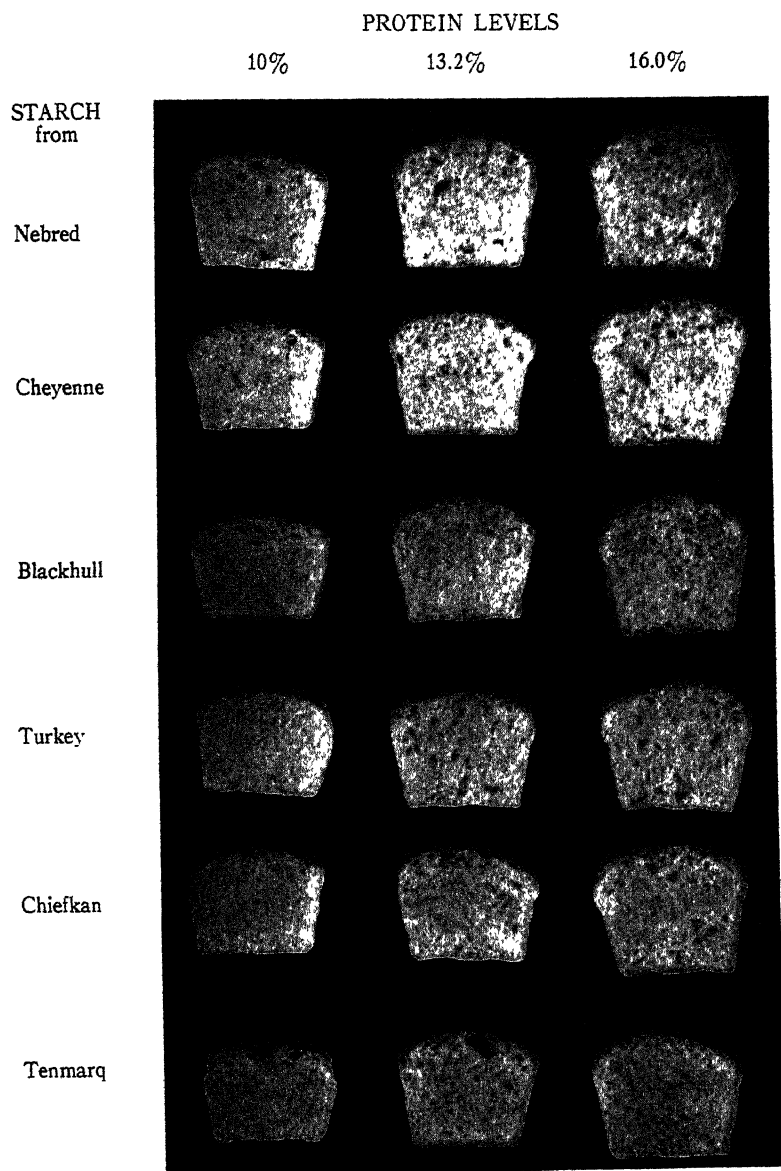 PROTEIN LEVELS
10% 13.2% 16.0%
STARCH
from
Nebred
Cheyenne
Blackhull
Turkey
Chiefkan
Tenmarq